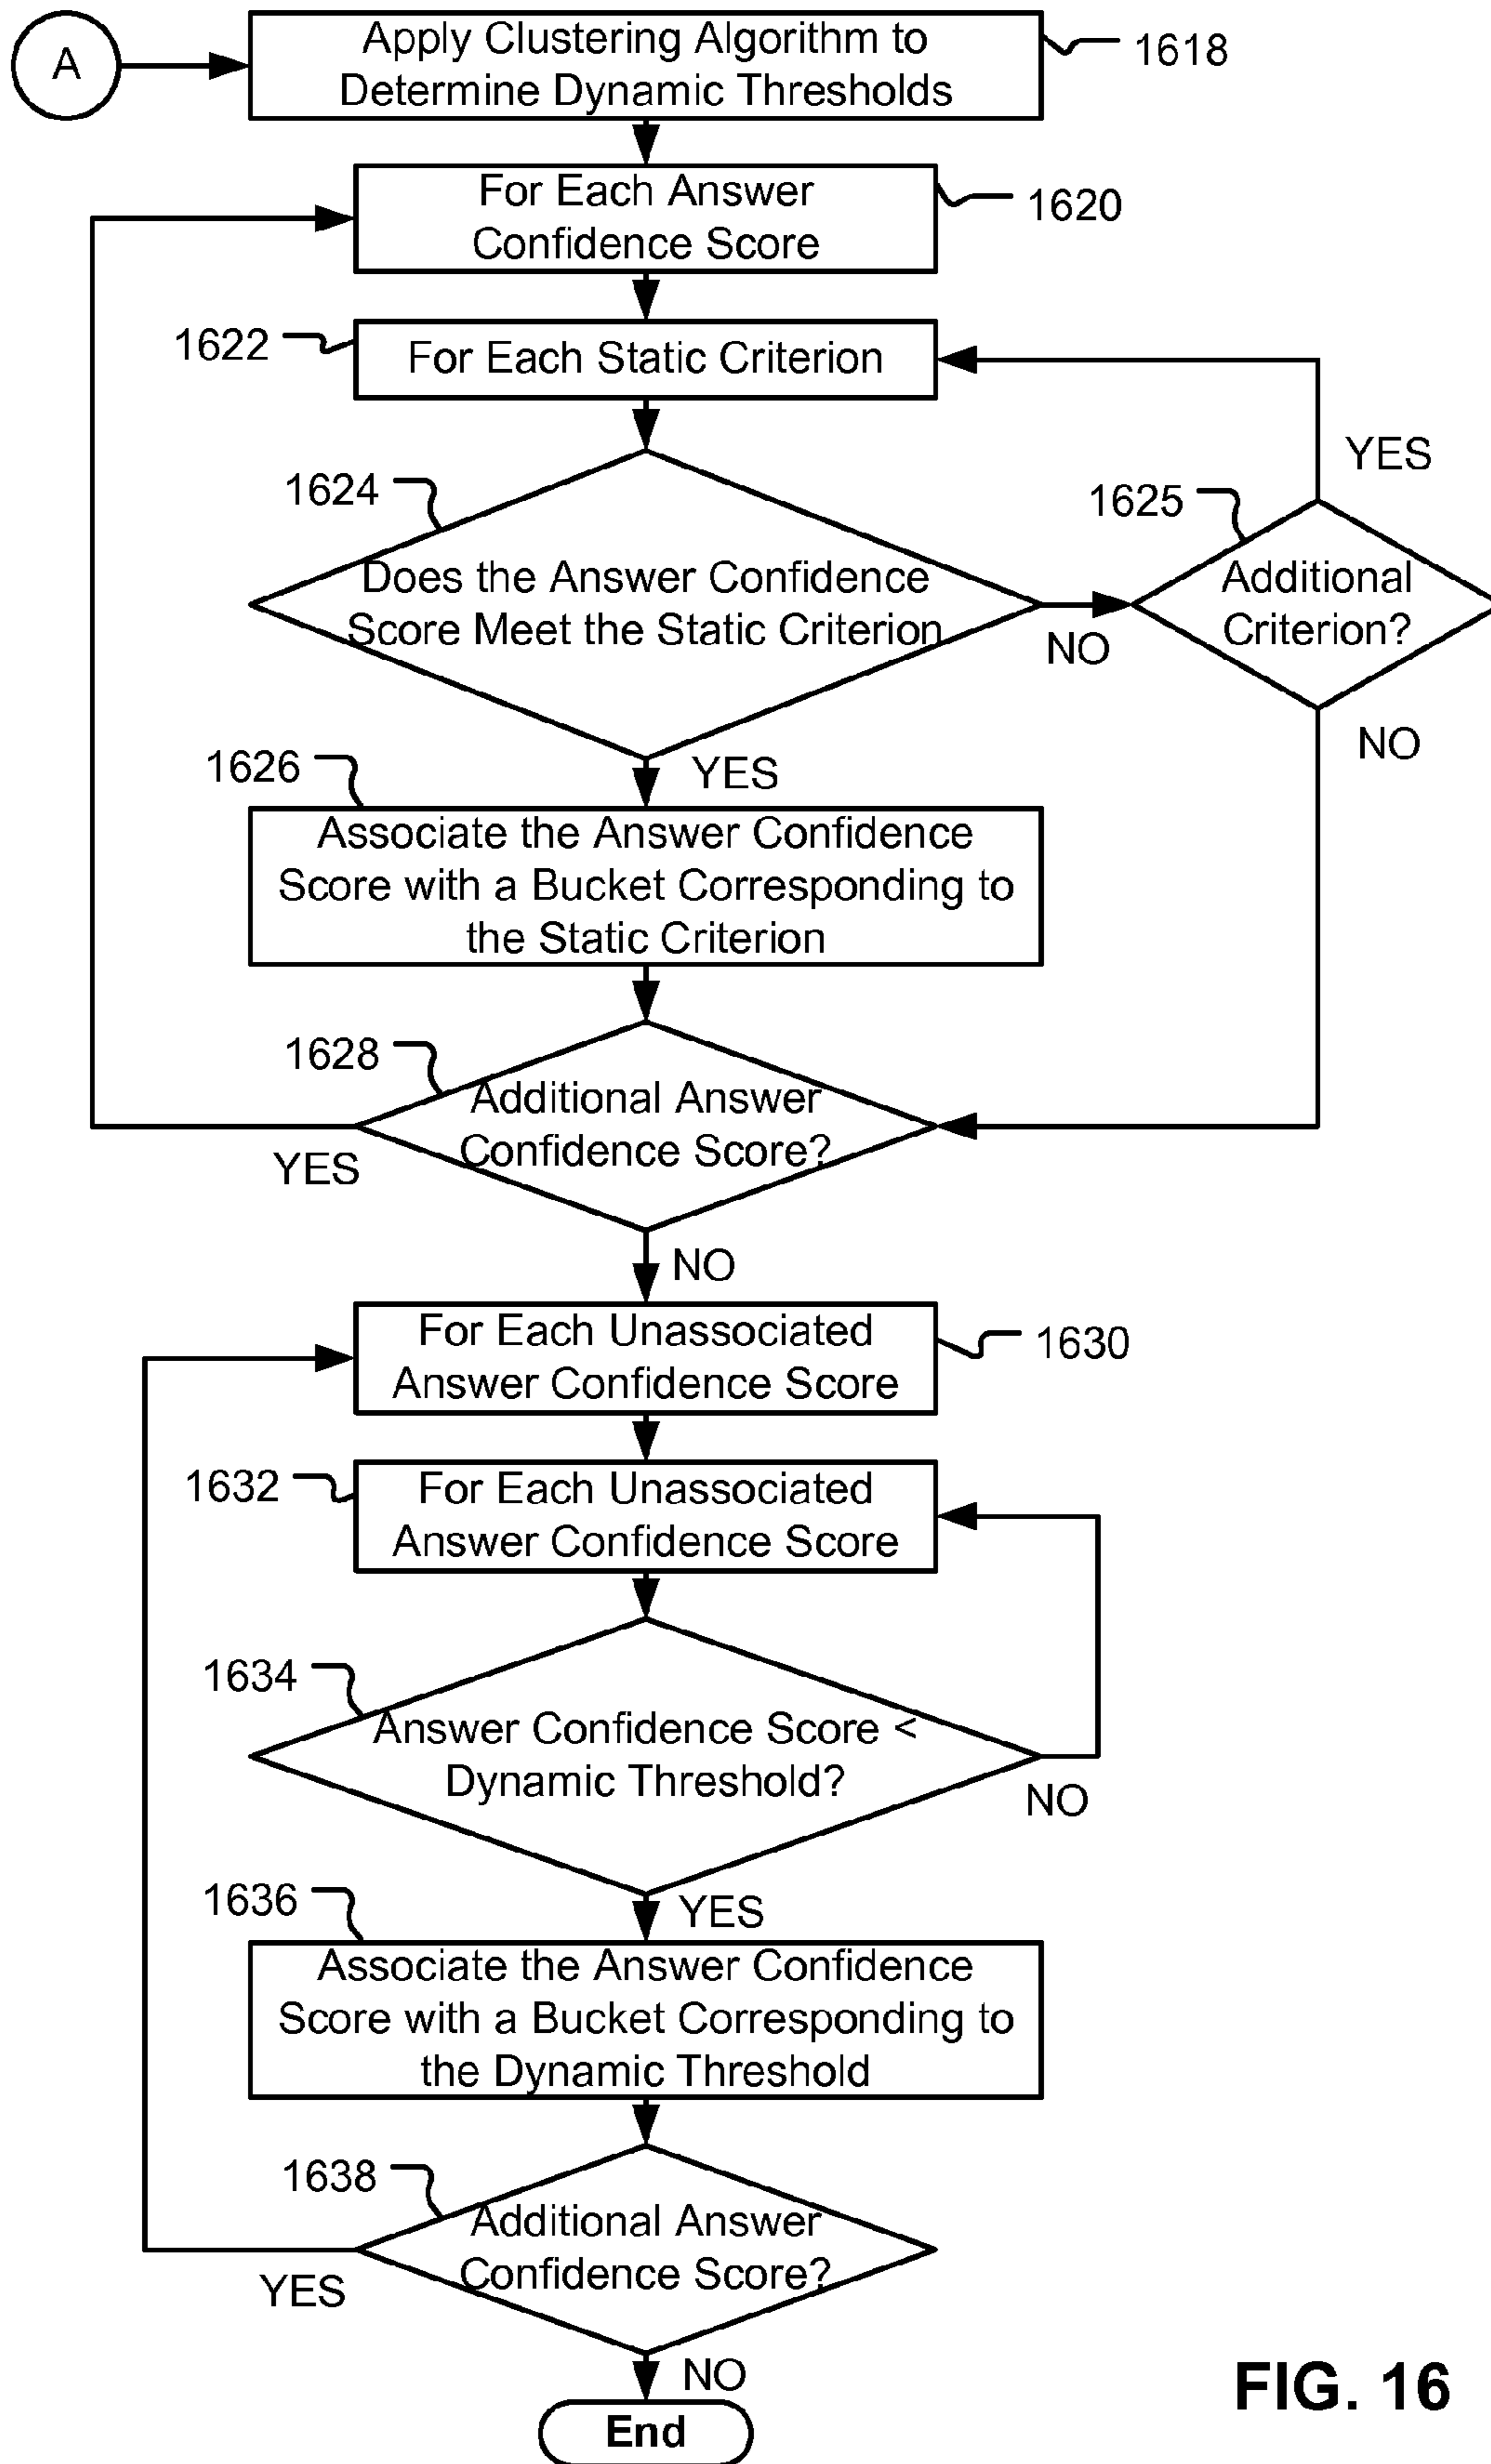 A
Apply Clustering Algorithm to
Determine Dynamic Thresholds
1618
For Each Answer
Confidence Score
1620
1622
For Each Static Criterion
YES
1624
1625
Does the Answer Confidence
Score Meet the Static Criterion
NO
Additional
Criterion?
NO
YES
1626
Associate the Answer Confidence
Score with a Bucket Corresponding to
the Static Criterion
1628
Additional Answer
Confidence Score?
YES
NO
For Each Unassociated
Answer Confidence Score
1630
1632
For Each Unassociated
Answer Confidence Score
1634
Answer Confidence Score <
Dynamic Threshold?
NO
YES
1636
Associate the Answer Confidence
Score with a Bucket Corresponding to
the Dynamic Threshold
1638
Additional Answer
Confidence Score?
YES
NO
End
FIG. 16